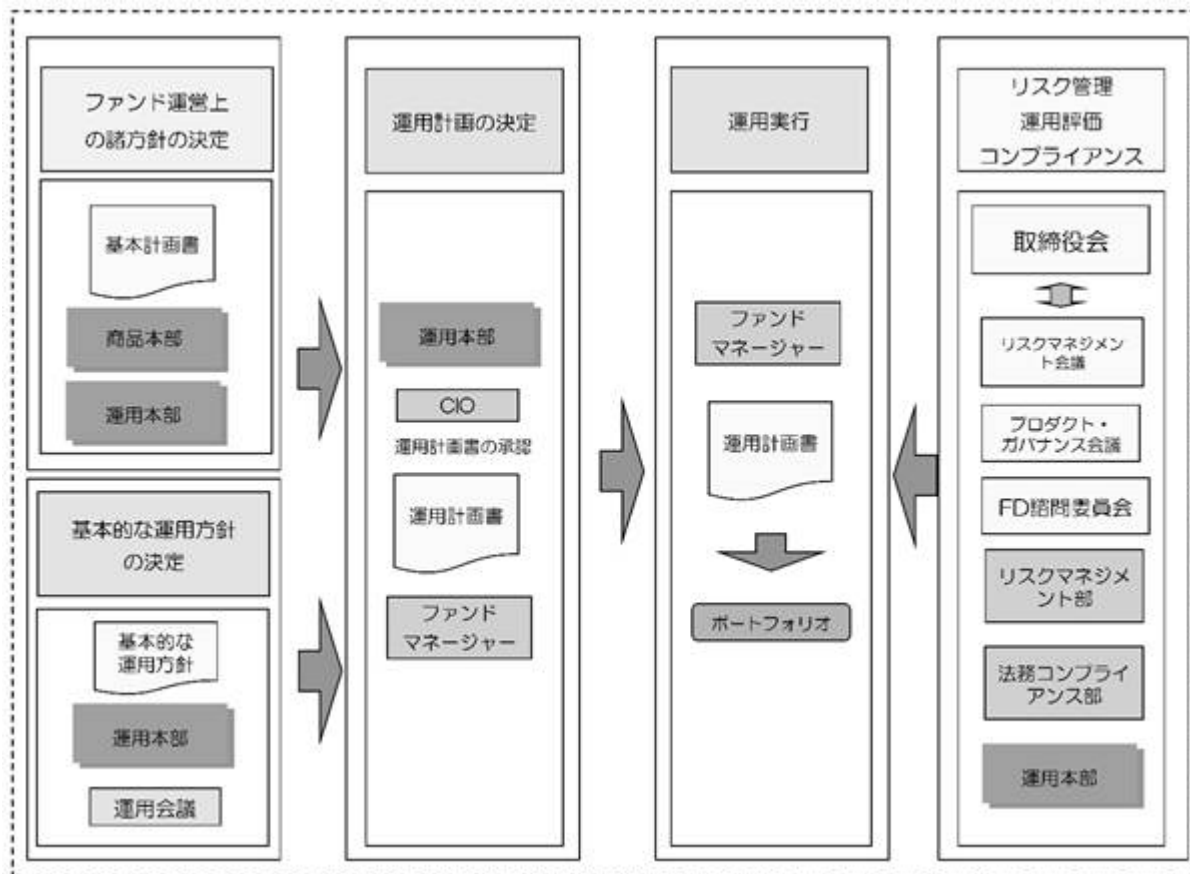 ファンド運営上
の諸方針の決定
基本計画書
商品本部
運用本部
基本的な運用方針
の決定
基本的な
運用方針
運用本部
運用会議
運用計画の決定
運用本部
CIO
運用計画書の承認
運用計画書
ファンド
マネージャー
運用実行
ファンド
マネージャー
運用計画書
ポートフォリオ
リスク管理
運用評価
コンプライアンス
取締役会
リスクマネジメン
ト会議
プロダクト・
ガバナンス会議
FD諮問委員会
リスクマネジメ
ント部
法務コンプライ
アンス部
運用本部